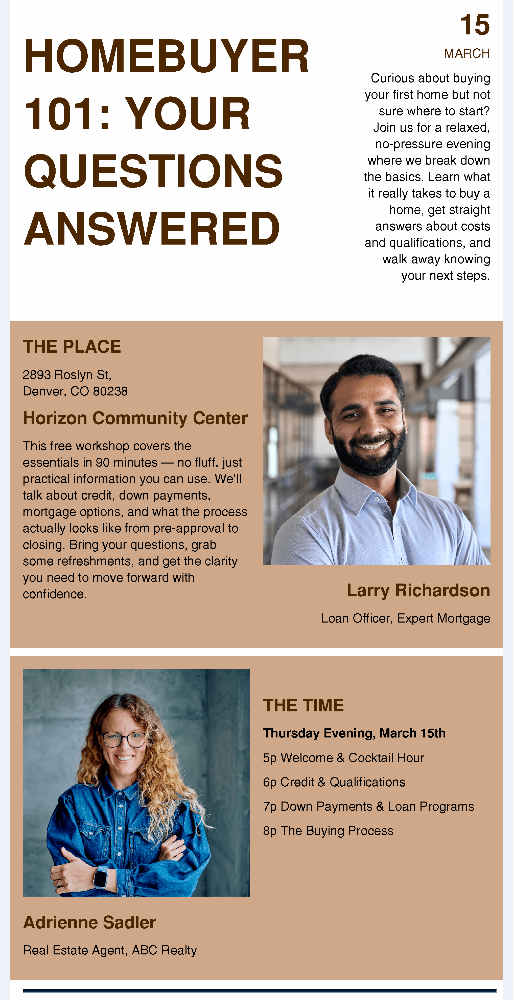 HOMEBUYER
101: YOUR
QUESTIONS
ANSWERED
15
MARCH
Curious about buying
your first home but not
sure where to start?
Join us for a relaxed,
no-pressure evening
where we break down
the basics. Learn what
it really takes to buy a
home, get straight
answers about costs
and qualifications, and
walk away knowing
your next steps.
THE PLACE
2893 Roslyn St,
Denver, CO 80238
Horizon Community Center
This free workshop covers the
essentials in 90 minutes — no fluff, just
practical information you can use. We'll
talk about credit, down payments,
mortgage options, and what the process
actually looks like from pre-approval to
closing. Bring your questions, grab
some refreshments, and get the clarity
you need to move forward with
confidence.
Larry Richardson
Loan Officer, Expert Mortgage
THE TIME
Thursday Evening, March 15th
5p Welcome & Cocktail Hour
6p Credit & Qualifications
7p Down Payments & Loan Programs
8p The Buying Process
Adrienne Sadler
Real Estate Agent, ABC Realty